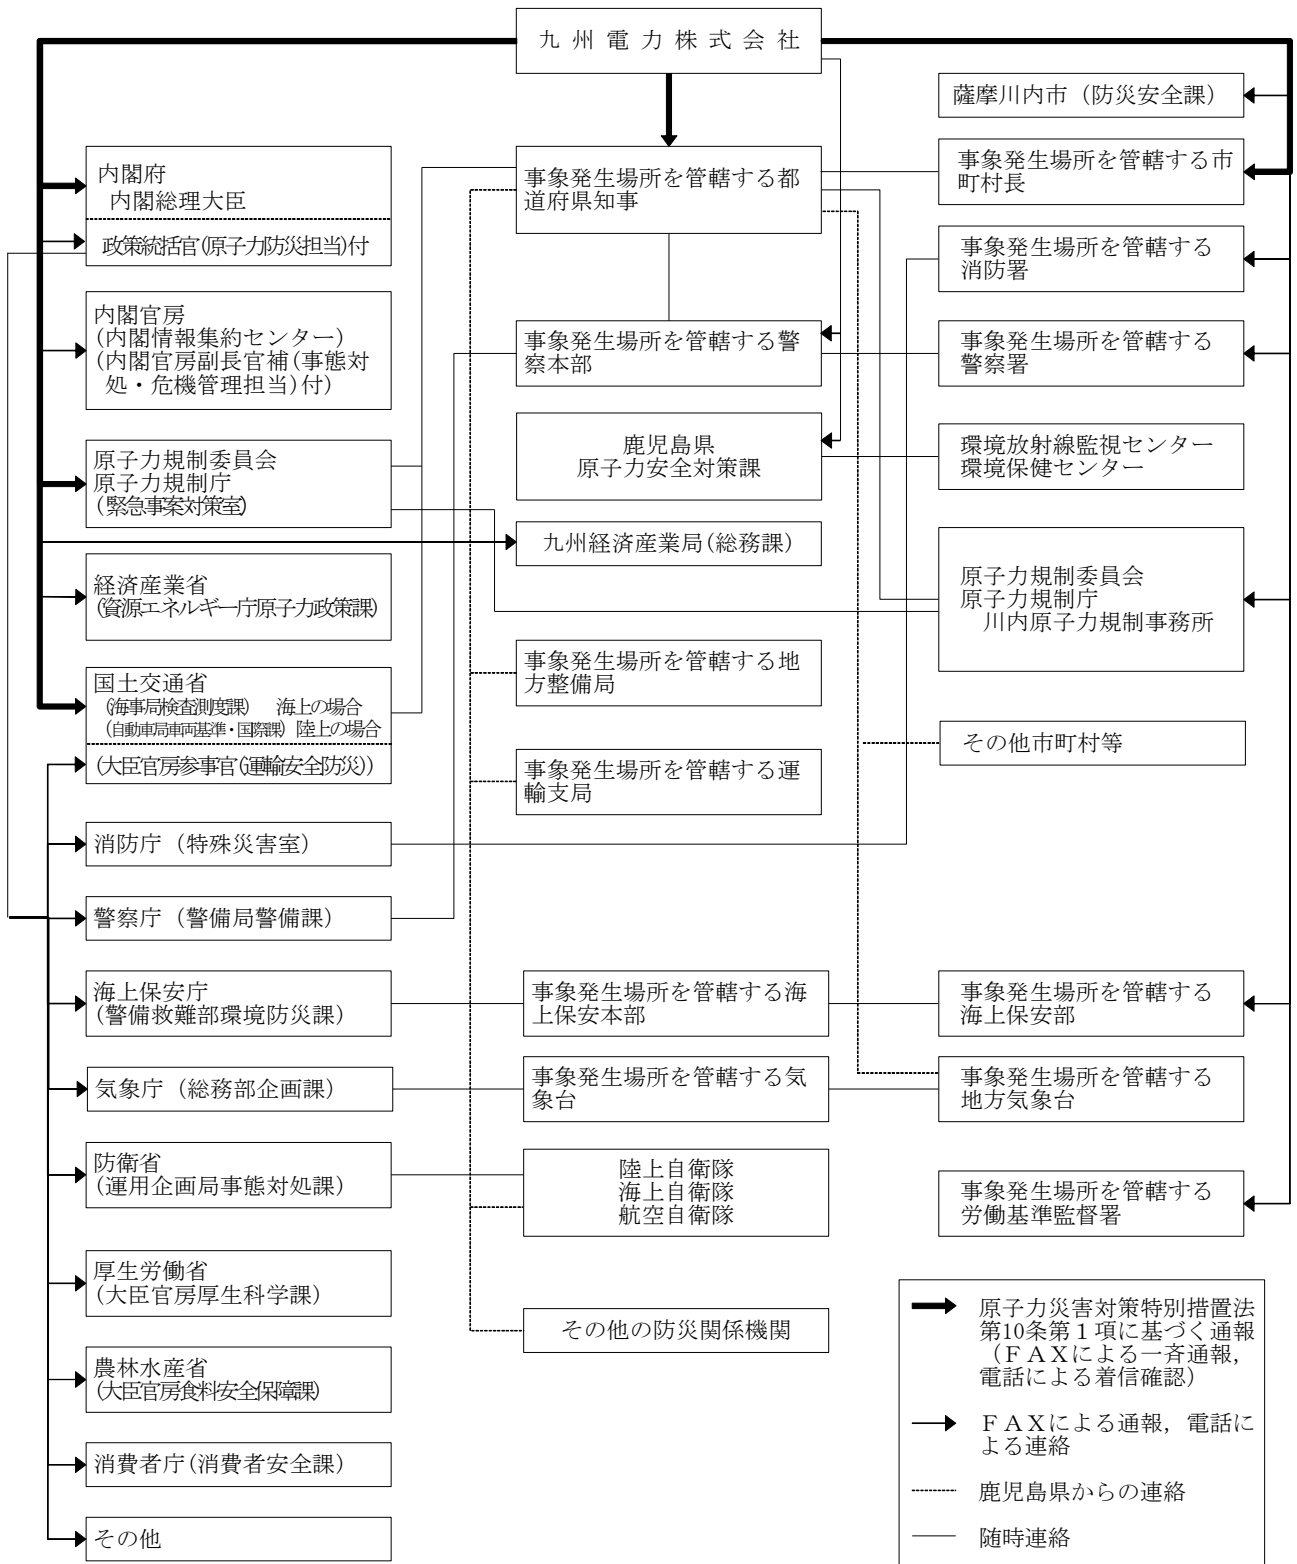 九州電力株式会社
薩摩川内市（防災安全課）
内閣府
内閣総理大臣
政策統括官(原子力防災担当)付
事象発生場所を管轄する都
道府県知事
事象発生場所を管轄する市
町村長
事象発生場所を管轄する
消防署
内閣官房
(内閣情報集約センター)
(内閣官房副長官補(事態対
処・危機管理担当)付)
事象発生場所を管轄する警
察本部
事象発生場所を管轄する
警察署
原子力規制委員会
原子力規制庁
(緊急事案対策室)
鹿児島県
原子力安全対策課
環境放射線監視センター
環境保健センター
九州経済産業局(総務課)
経済産業省
(資源エネルギー庁原子力政策課)
原子力規制委員会
原子力規制庁
川内原子力規制事務所
国土交通省
(海事局検査測度課)　海上の場合
(自動車局車両基準・国際課) 陸上の場合
(大臣官房参事官(運輸安全防災))
事象発生場所を管轄する地
方整備局
その他市町村等
事象発生場所を管轄する運
輸支局
消防庁（特殊災害室）
警察庁（警備局警備課）
海上保安庁
(警備救難部環境防災課)
事象発生場所を管轄する海
上保安本部
事象発生場所を管轄する
海上保安部
気象庁（総務部企画課）
事象発生場所を管轄する気
象台
事象発生場所を管轄する
地方気象台
防衛省
(運用企画局事態対処課)
陸上自衛隊
海上自衛隊
航空自衛隊
事象発生場所を管轄する
労働基準監督署
厚生労働省
(大臣官房厚生科学課)
その他の防災関係機関
農林水産省
(大臣官房食料安全保障課)
消費者庁(消費者安全課)
その他
原子力災害対策特別措置法
第10条第１項に基づく通報
（ＦＡＸによる一斉通報，
電話による着信確認）
ＦＡＸによる通報，電話に
よる連絡
鹿児島県からの連絡
随時連絡